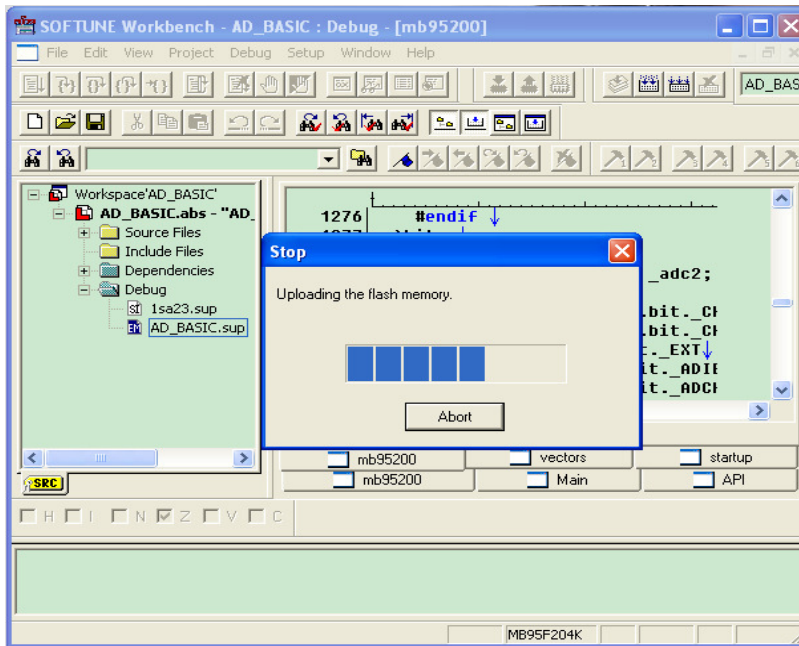 SOFTUNE Workbench - AD_BASIC : Debug - [mb95200]
File Edit View Project Debug Setup Window Help
AD_BAS
Workspace'AD_BASIC'
AD_BASIC.abs - "AD_
Source Files
Include Files
Dependencies
Debug
1sa23.sup
AD_BASIC.sup
SRC
1276 #endif ↓
_adc2;
.bit._CH
.bit._CH
t._EXT↓
it._ADIE
it._ADCH
Stop
Uploading the flash memory.
Abort
mb95200 vectors startup
mb95200 Main API
H I N Z V C
MB95F204K